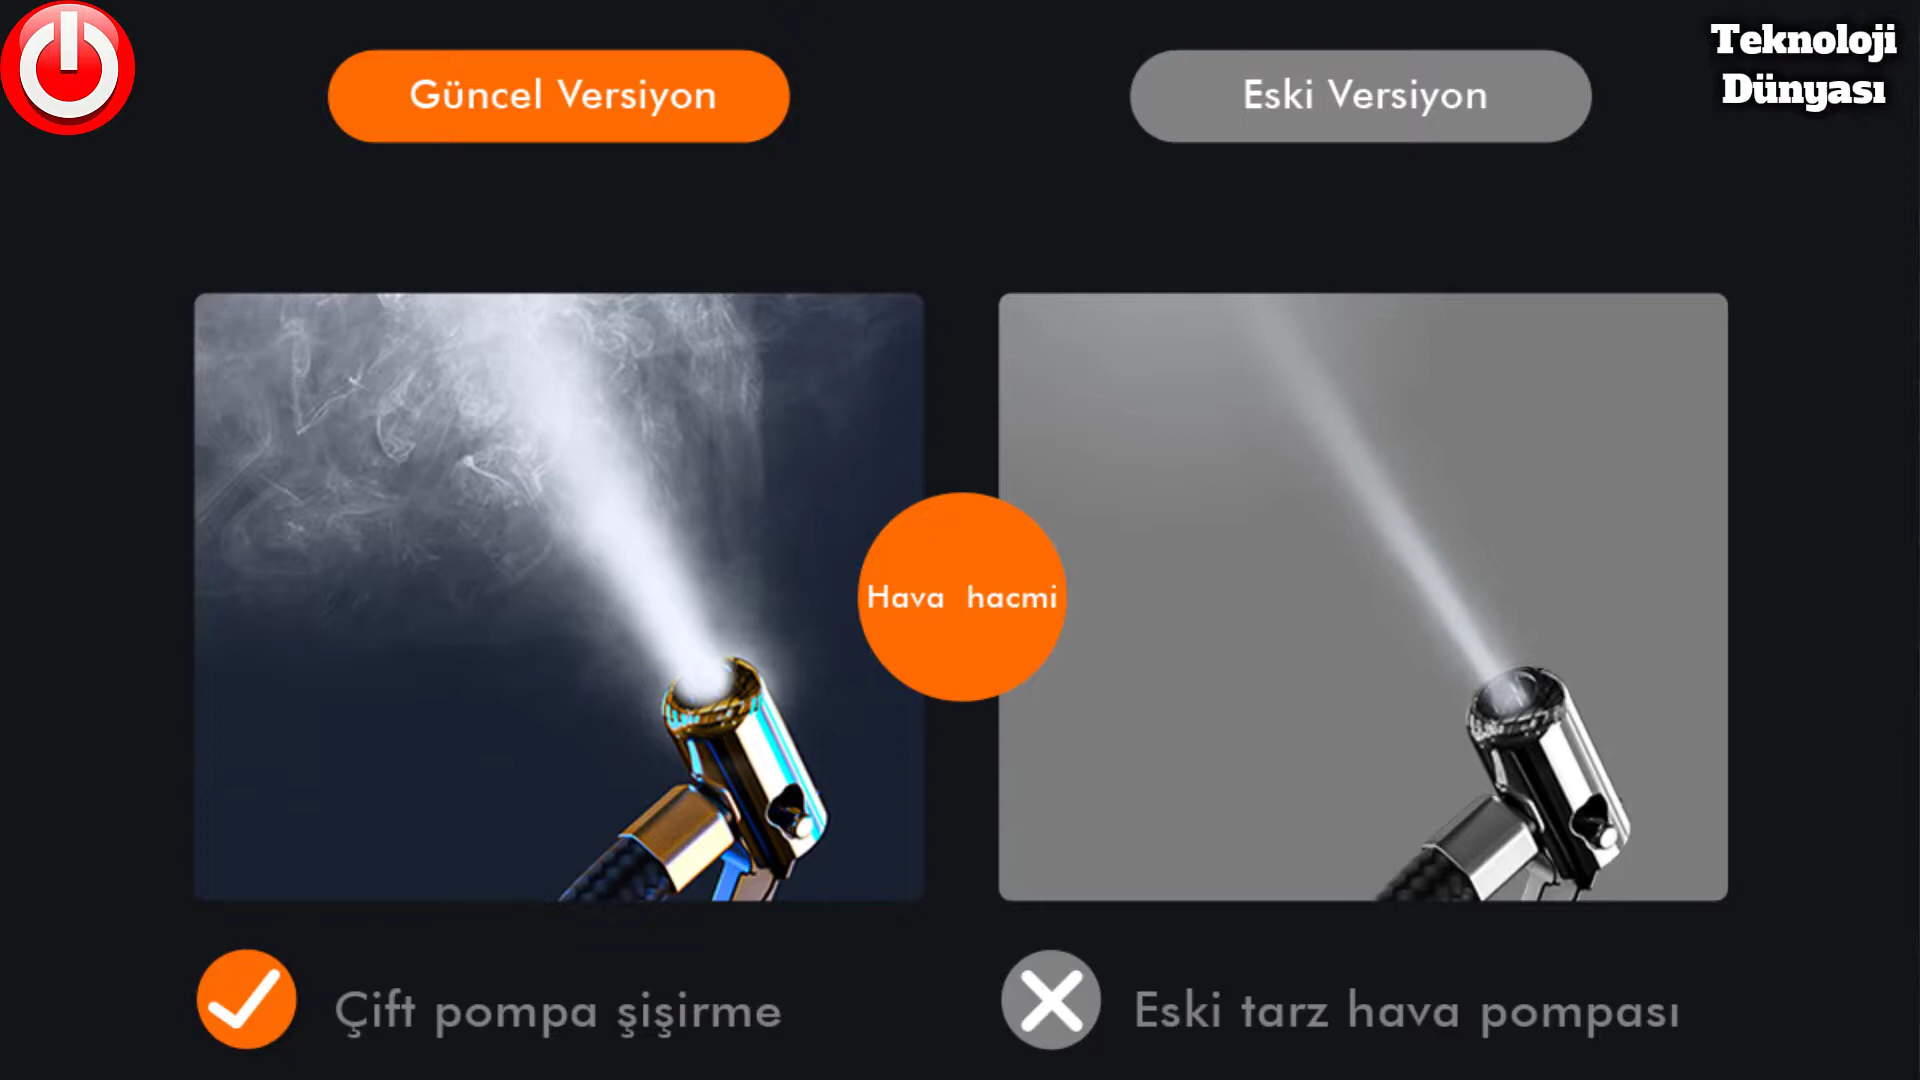 Güncel Versiyon
Eski Versiyon
Teknoloji
Dünyası
Hava hacmi
Çift pompa şişirme
Eski tarz hava pompası